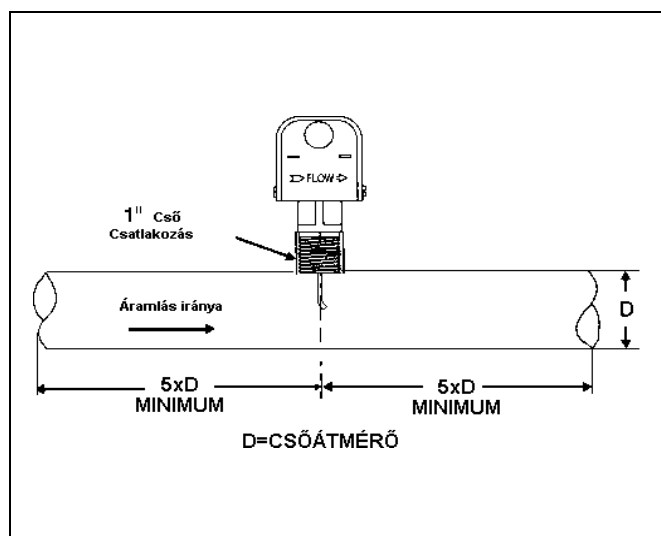 FLOW
1" Cső
Csatlakozás
Áramlás iránya
D
5xD
MINIMUM
5xD
MINIMUM
D=CSŐÁTMÉRŐ